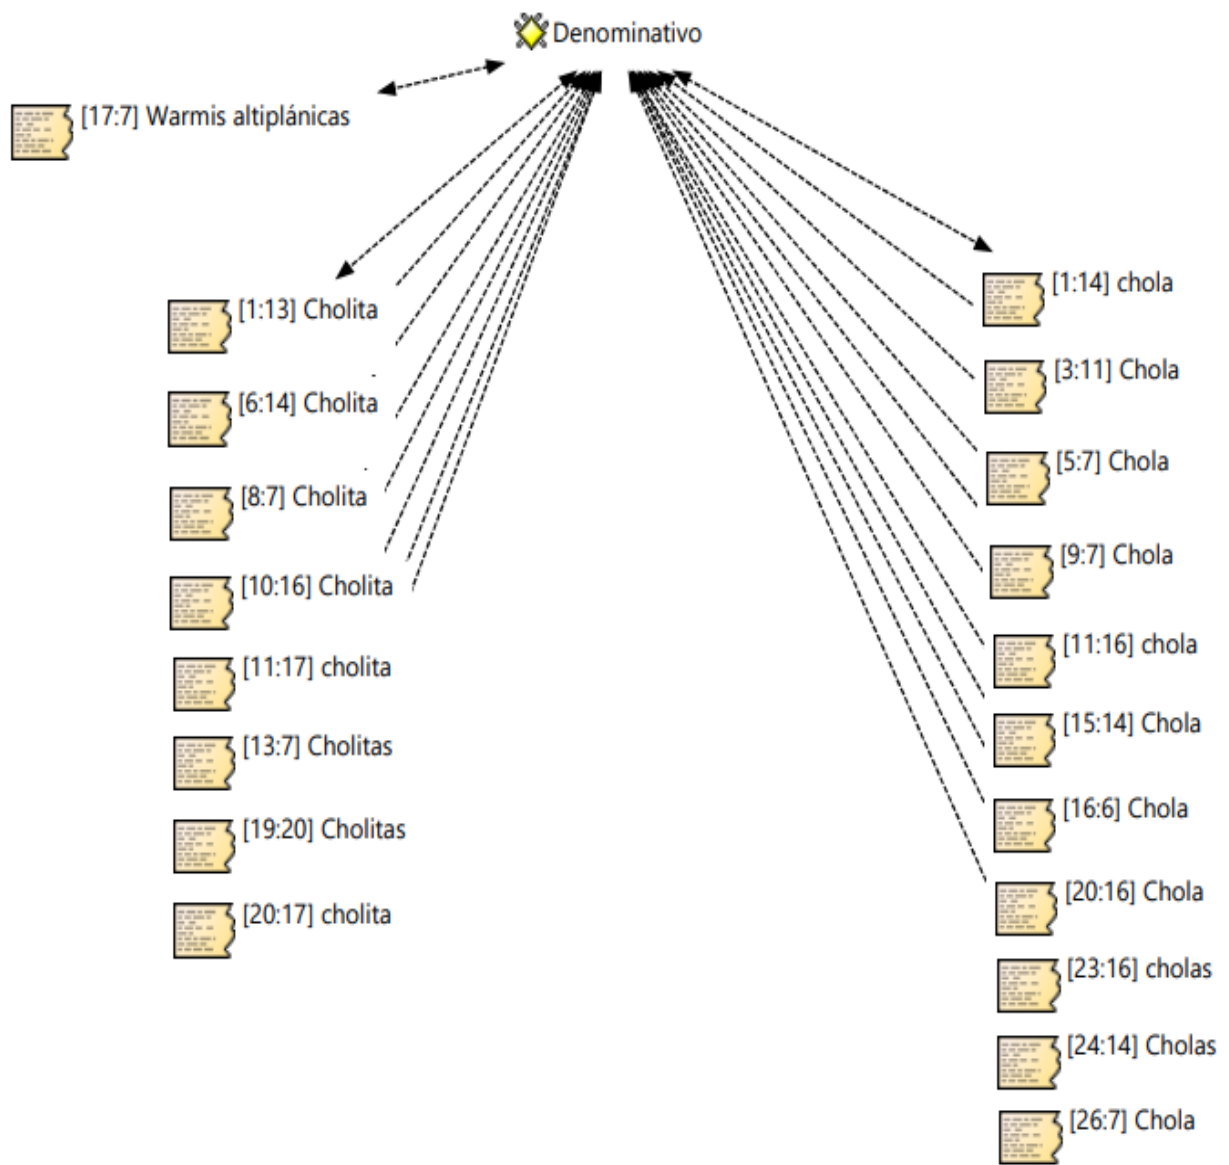 Denominativo
[17:7] Warmis altiplánicas
[1:13] Cholita
[6:14] Cholita
[8:7] Cholita
[10:16] Cholita
[11:17] cholita
[13:7] Cholitas
[19:20] Cholitas
[20:17] cholita
[1:14] chola
[3:11] Chola
[5:7] Chola
[9:7] Chola
[11:16] chola
[15:14] Chola
[16:6] Chola
[20:16] Chola
[23:16] cholas
[24:14] Cholas
[26:7] Chola